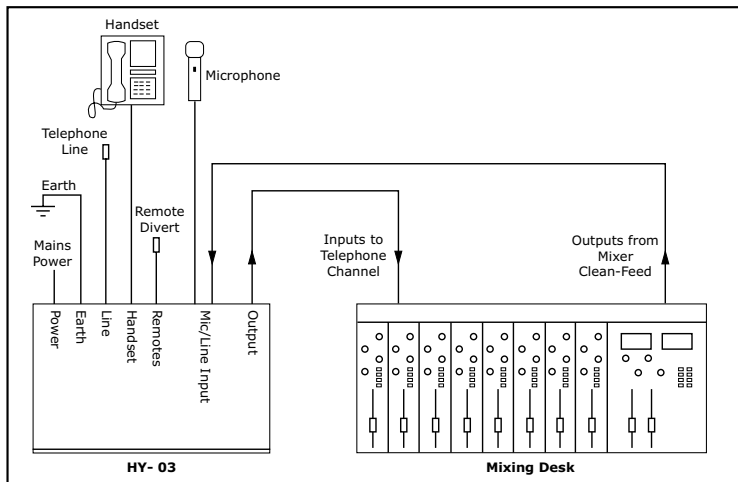 Handset
Microphone
Telephone
Line
Earth
Remote
Divert
Mains
Power
Inputs to
Telephone
Channel
Outputs from
Mixer
Clean-Feed
Power
Earth
Line
Handset
Remotes
Mic/Line Input
Output
HY- 03
Mixing Desk